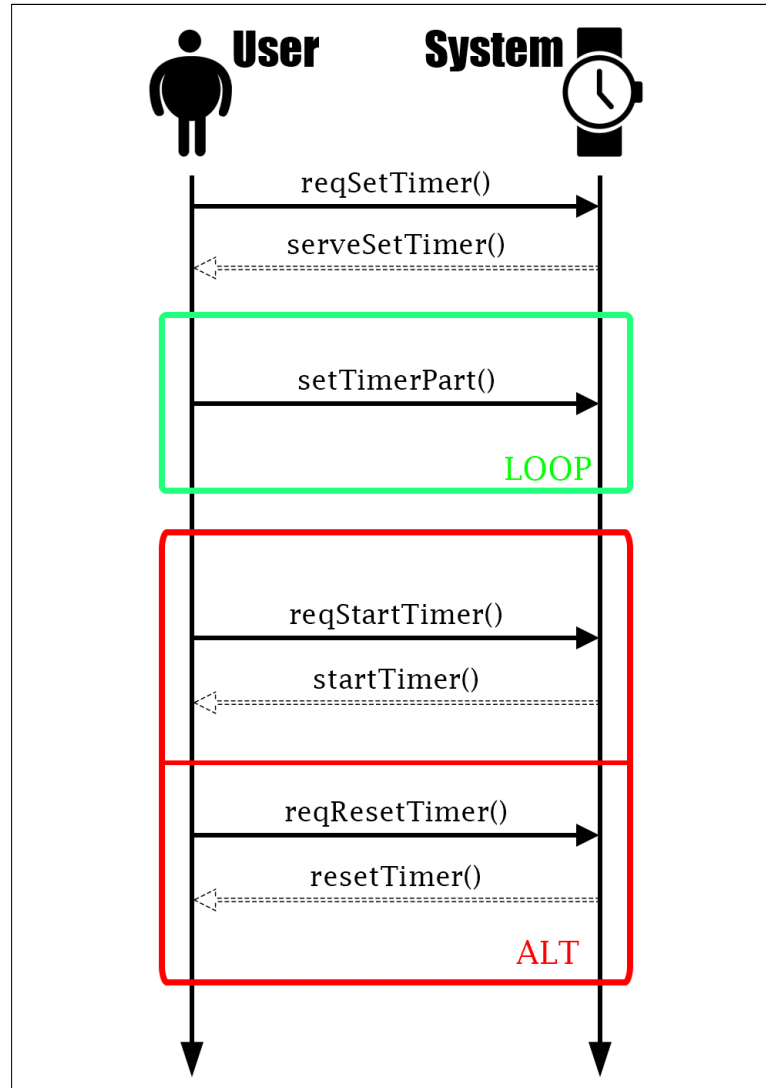 User System
reqSetTimer()
serveSetTimer()
setTimerPart()
LOOP
reqStartTimer()
startTimer()
reqResetTimer()
resetTimer()
ALT